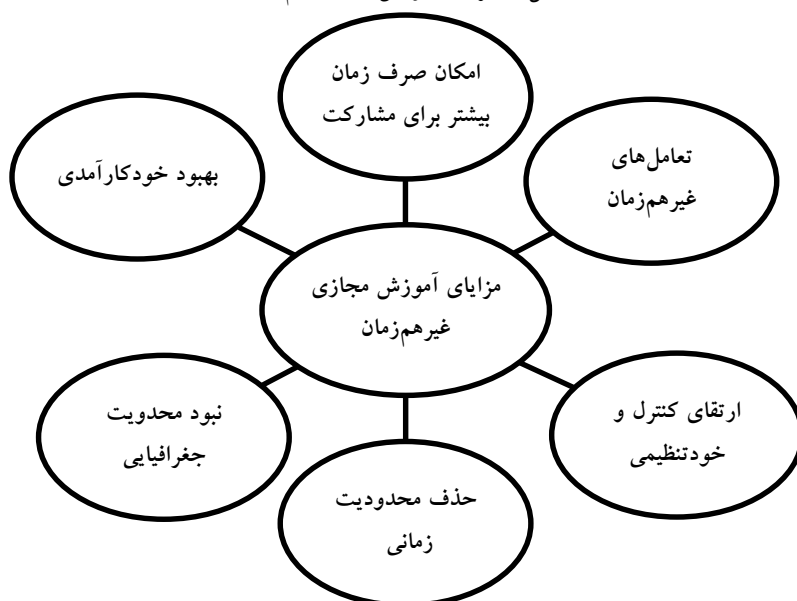 امکان صرف زمان
بیشتر برای مشارکت
تعامل‌های
غیرهم‌زمان
بهبود خودکارآمدی
مزایای آموزش مجازی
غیرهم‌زمان
ارتقای کنترل و
خودتنظیمی
نبود محدویت
جغرافیایی
حذف محدودیت
زمانی